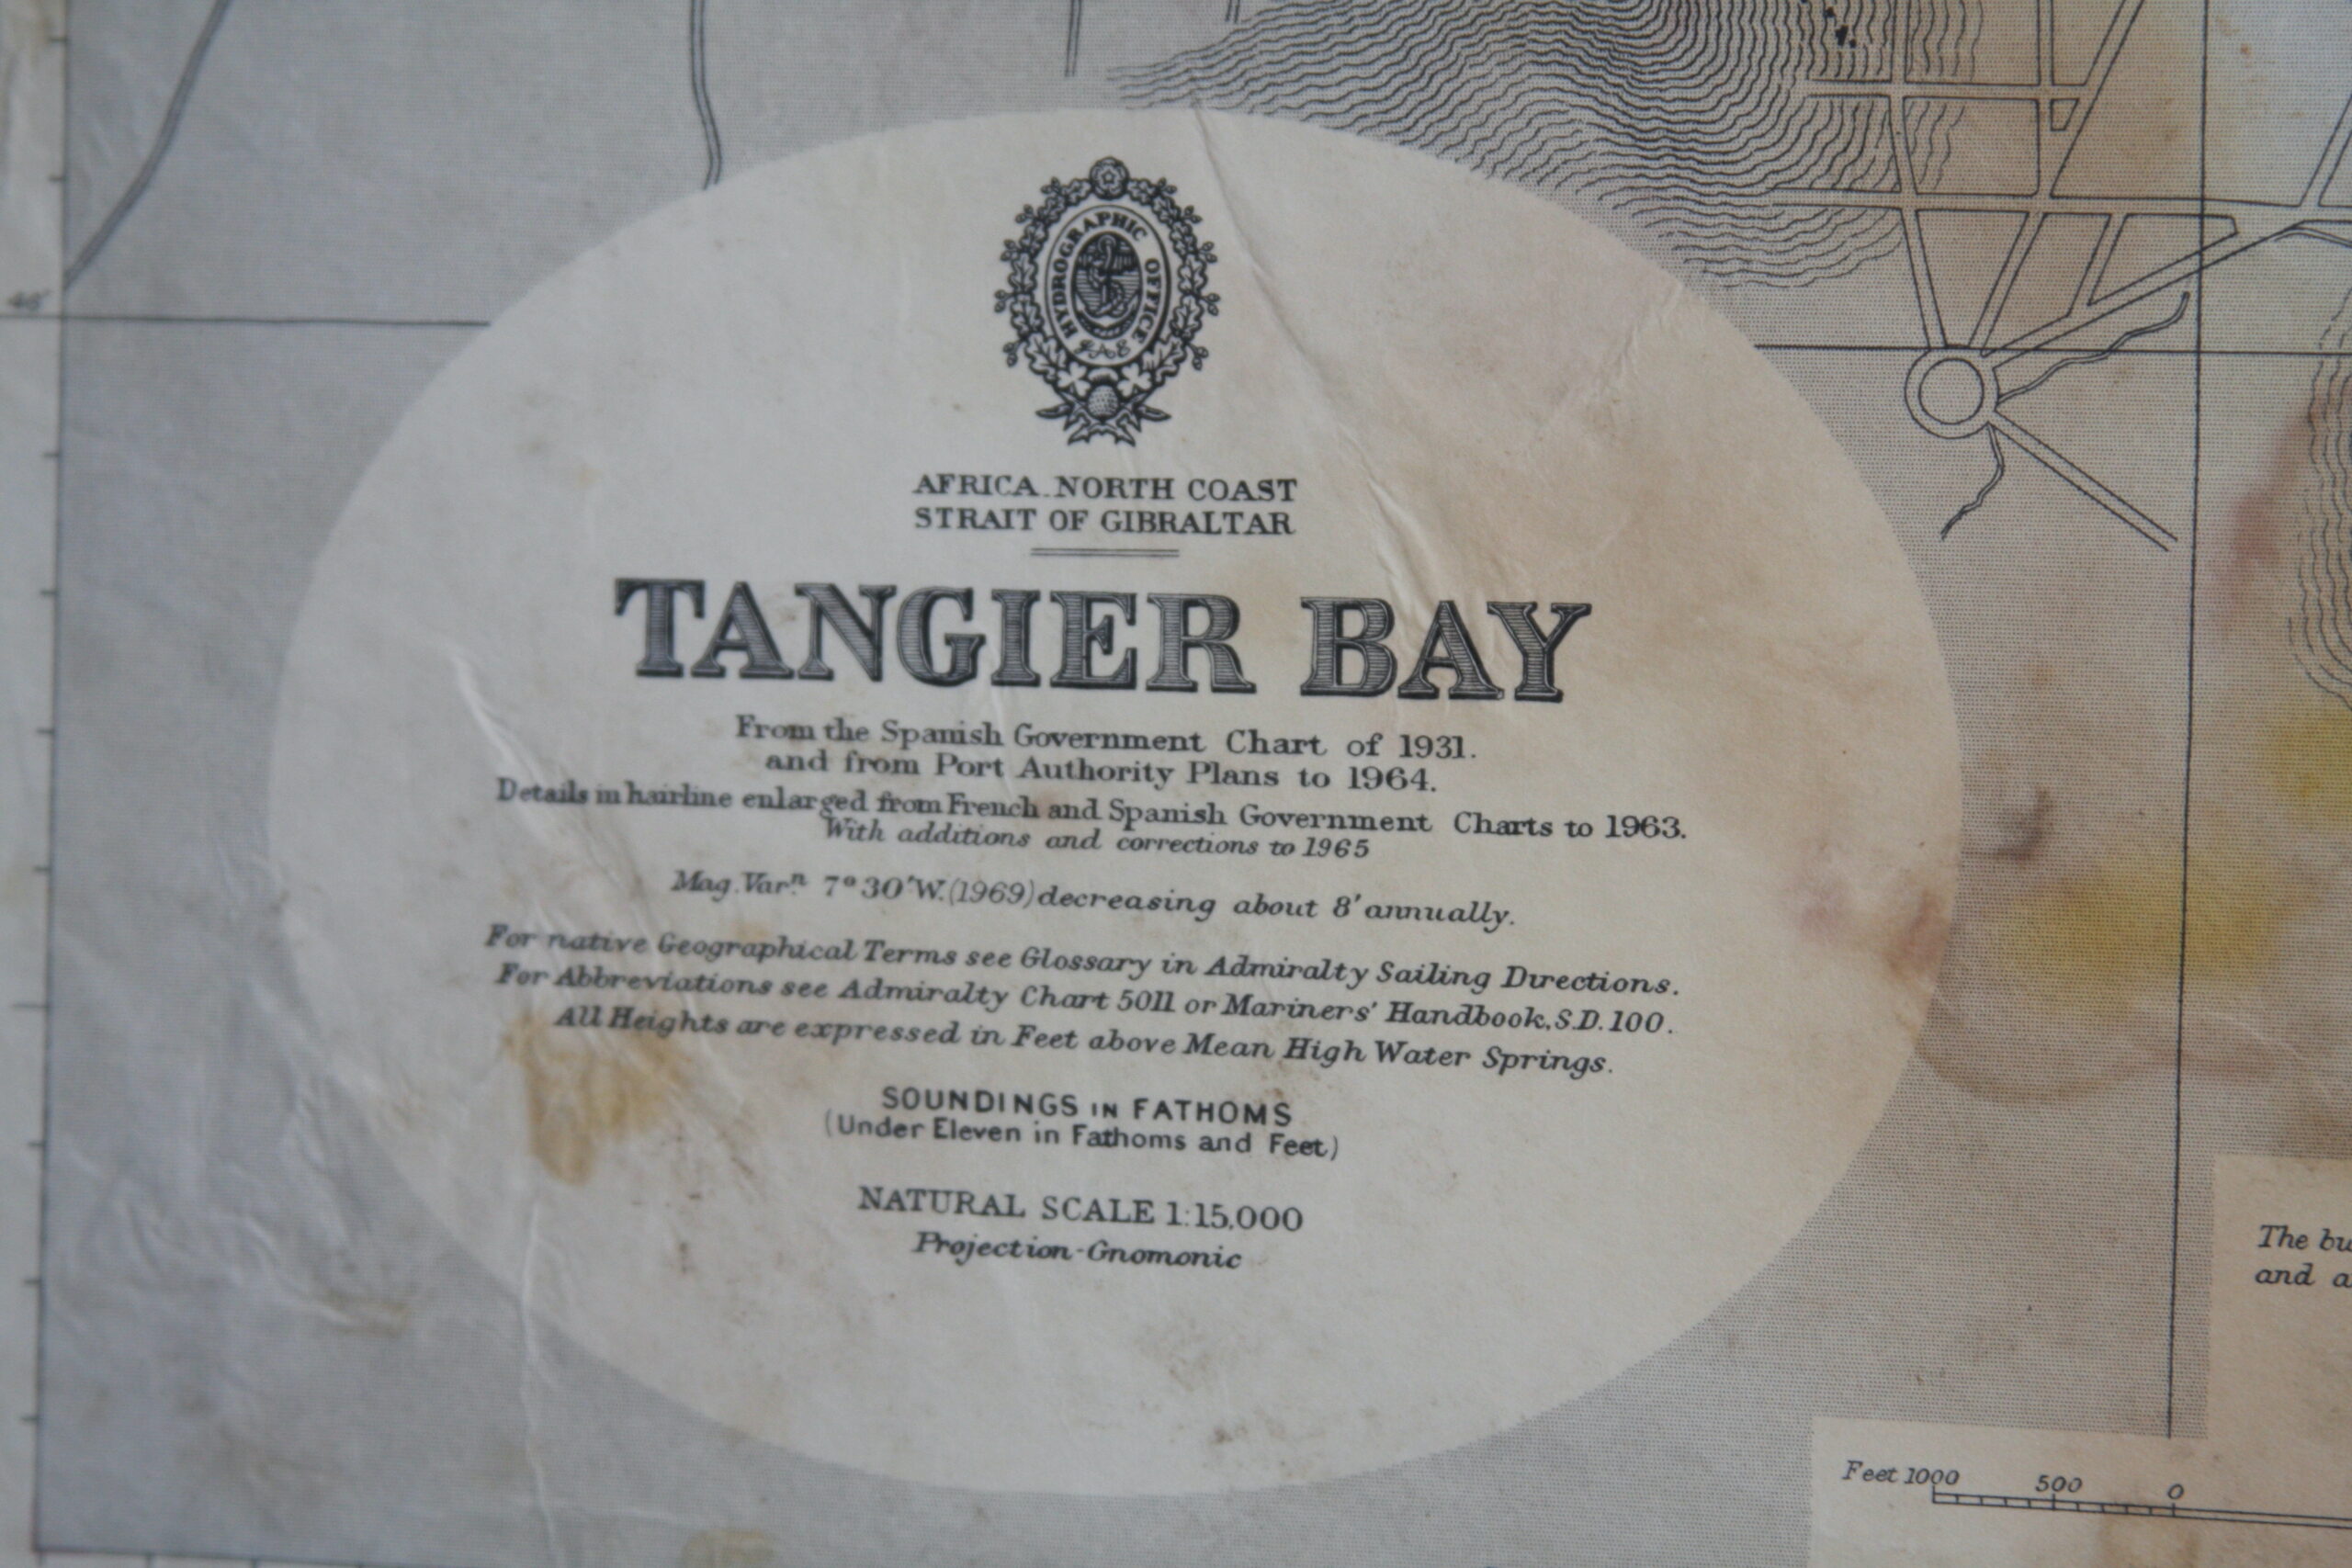 HYDROGRAPHIC OFFICE
AFRICA_NORTH COAST
STRAIT OF GIBRALTAR
TANGIER BAY
From the Spanish Government Chart of 1931.
and from Port Authority Plans to 1964.
Details in hairline enlarged from French and Spanish Government Charts to 1963.
With additions and corrections to 1965
Mag. Varⁿ. 7° 30′ W. (1969) decreasing about 8′ annually.
For native Geographical Terms see Glossary in Admiralty Sailing Directions.
For Abbreviations see Admiralty Chart 5011 or Mariners' Handbook, S.D. 100.
All Heights are expressed in Feet above Mean High Water Springs.
SOUNDINGS IN FATHOMS
(Under Eleven in Fathoms and Feet)
NATURAL SCALE 1:15,000
Projection-Gnomonic
The bu
and a
Feet 1000 500 0